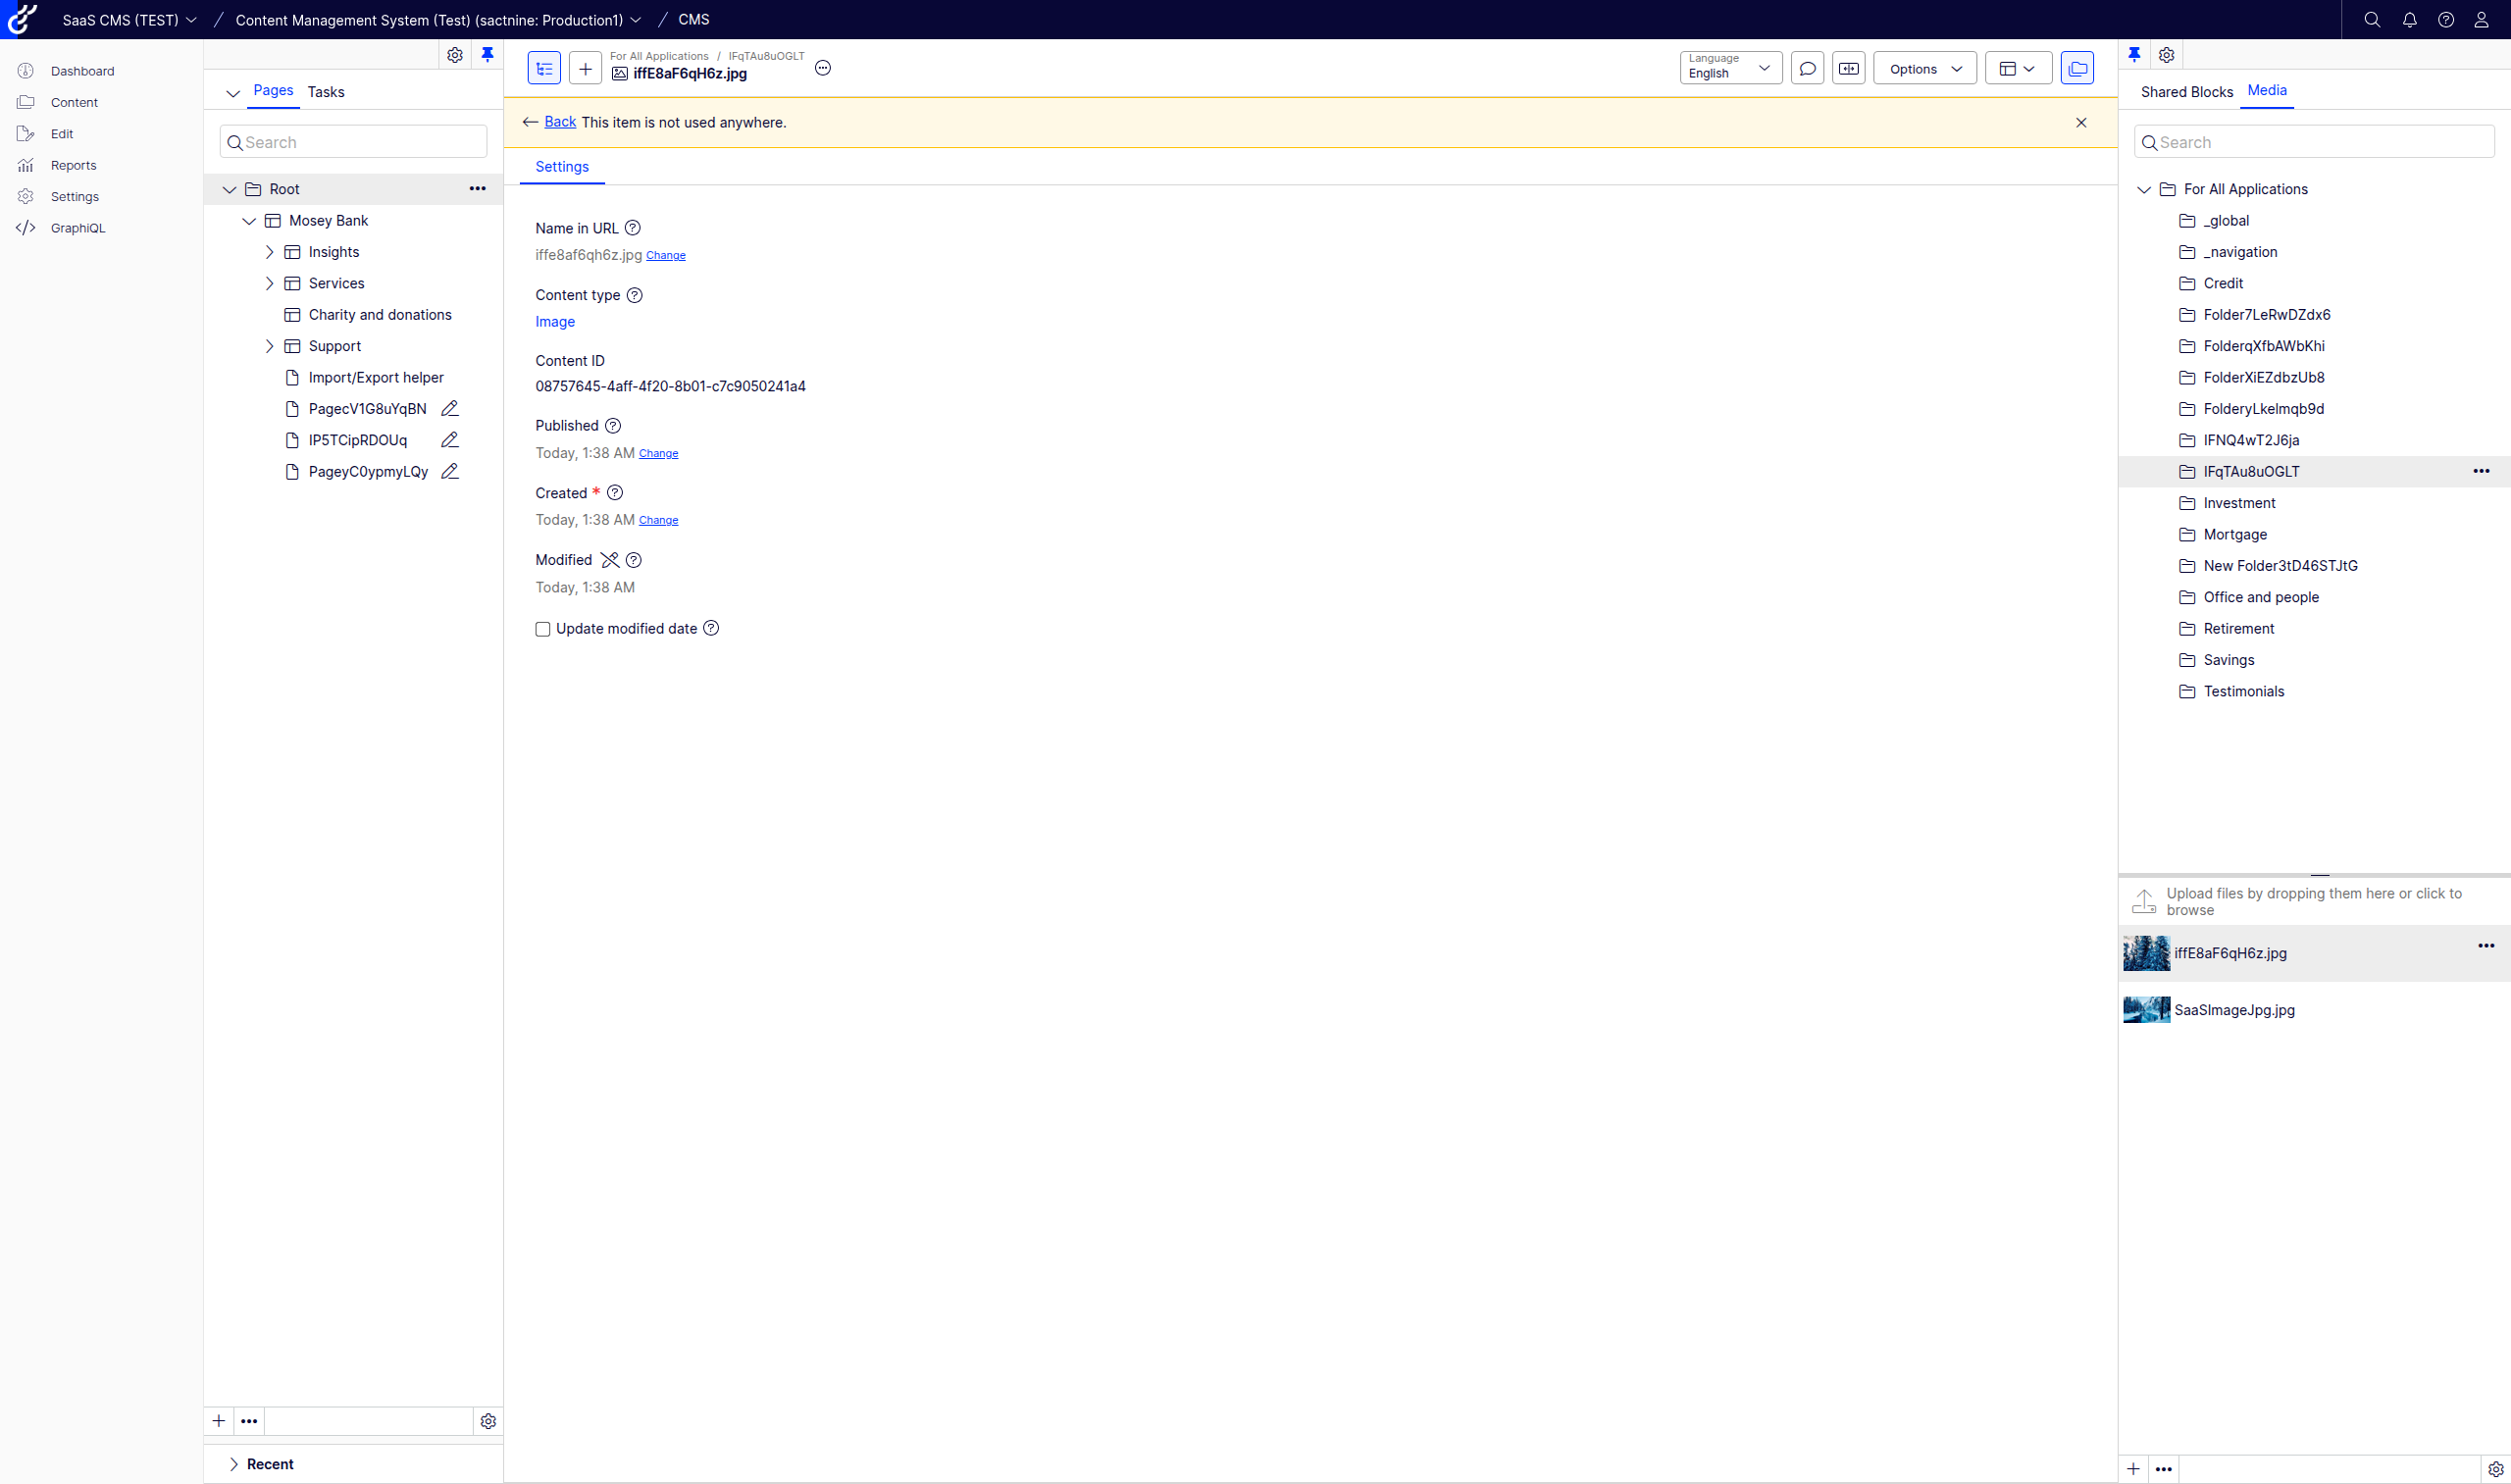 SaaS CMS (TEST) / Content Management System (Test) (sactnine: Production1) / CMS
Dashboard
Content
Edit
Reports
Settings
GraphiQL
Pages Tasks
Search
Root
Mosey Bank
Insights
Services
Charity and donations
Support
Import/Export helper
PagecV1G8uYqBN
IP5TCipRDOUq
PageyC0ypmyLQy
Recent
For All Applications / IFqTAu8uOGLT
iffE8aF6qH6z.jpg
Language
English
Options
Back This item is not used anywhere.
Settings
Name in URL
iffe8af6qh6z.jpg Change
Content type
Image
Content ID
08757645-4aff-4f20-8b01-c7c9050241a4
Published
Today, 1:38 AM Change
Created *
Today, 1:38 AM Change
Modified
Today, 1:38 AM
Update modified date
Shared Blocks Media
Search
For All Applications
_global
_navigation
Credit
Folder7LeRwDZdx6
FolderqXfbAWbKhi
FolderXiEZdbzUb8
FolderyLkeImqb9d
IFNQ4wT2J6ja
IFqTAu8uOGLT
Investment
Mortgage
New Folder3tD46STJtG
Office and people
Retirement
Savings
Testimonials
Upload files by dropping them here or click to
browse
iffE8aF6qH6z.jpg
SaaSImageJpg.jpg